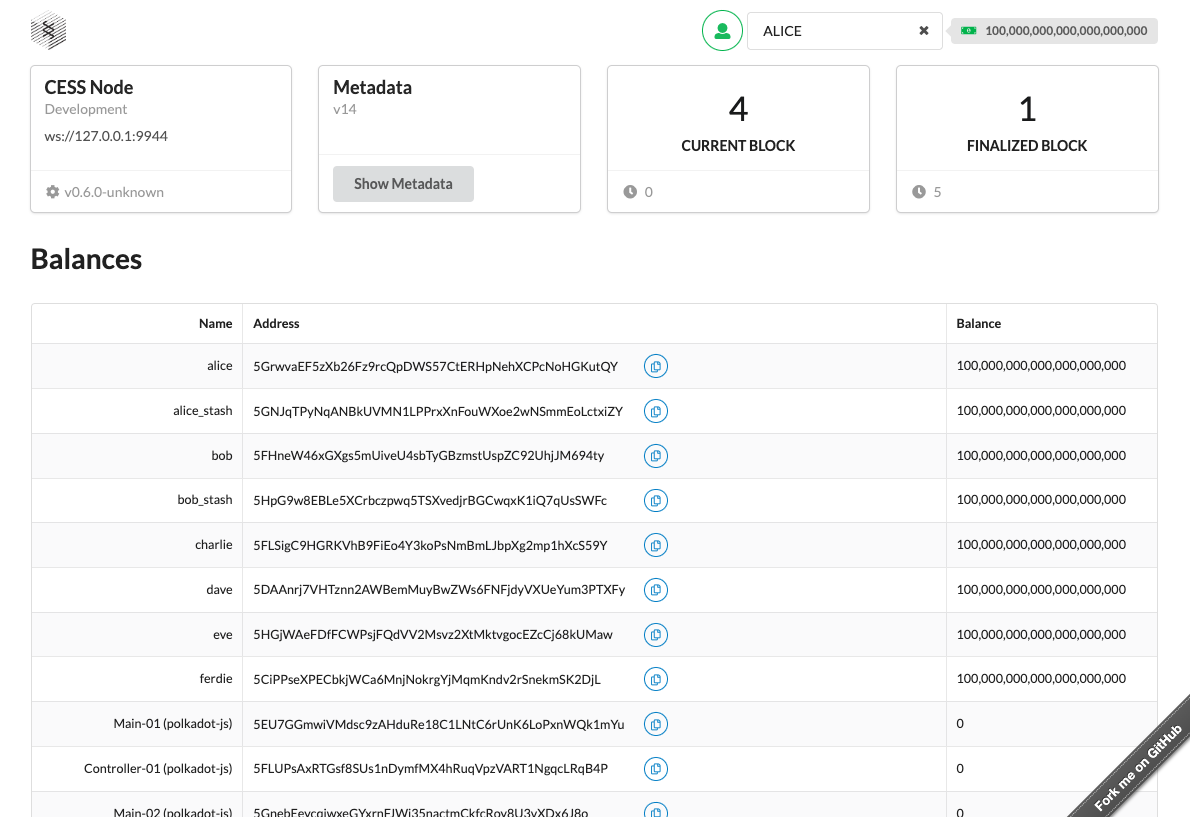 ALICE
100,000,000,000,000,000,000
CESS Node
Development
ws://127.0.0.1:9944
v0.6.0-unknown
Metadata
v14
Show Metadata
4
CURRENT BLOCK
0
1
FINALIZED BLOCK
5
Balances
Name Address Balance
alice 5GrwvaEF5zXb26Fz9rcQpDWS57CtERHpNehXCPcNoHGKutQY 100,000,000,000,000,000,000
alice_stash 5GNJqTPyNqANBkUVMN1LPPrxXnFouWXoe2wNSmmEoLctxiZY 100,000,000,000,000,000,000
bob 5FHneW46xGXgs5mUiveU4sbTyGBzmstUspZC92UhjJM694ty 100,000,000,000,000,000,000
bob_stash 5HpG9w8EBLe5XCrbczpwq5TSXvedjrBGCwqxK1iQ7qUsSWFc 100,000,000,000,000,000,000
charlie 5FLSigC9HGRKVhB9FiEo4Y3koPsNmBmLJbpXg2mp1hXcS59Y 100,000,000,000,000,000,000
dave 5DAAnrj7VHTznn2AWBemMuyBwZWs6FNFjdyVXUeYum3PTXFy 100,000,000,000,000,000,000
eve 5HGjWAeFDfFCWPsjFQdVV2Msvz2XtMktvgocEZcCj68kUMaw 100,000,000,000,000,000,000
ferdie 5CiPPseXPECbkjWCa6MnjNokrgYjMqmKndv2rSnekmSK2DjL 100,000,000,000,000,000,000
Main-01 (polkadot-js) 5EU7GGmwiVMdsc9zAHduRe18C1LNtC6rUnK6LoPxnWQk1mYu 0
Controller-01 (polkadot-js) 5FLUPsAxRTGsf8SUs1nDymfMX4hRuqVpzVART1NgqcLRqB4P 0
Main-02 (polkadot-js) 0
Fork me on GitHub